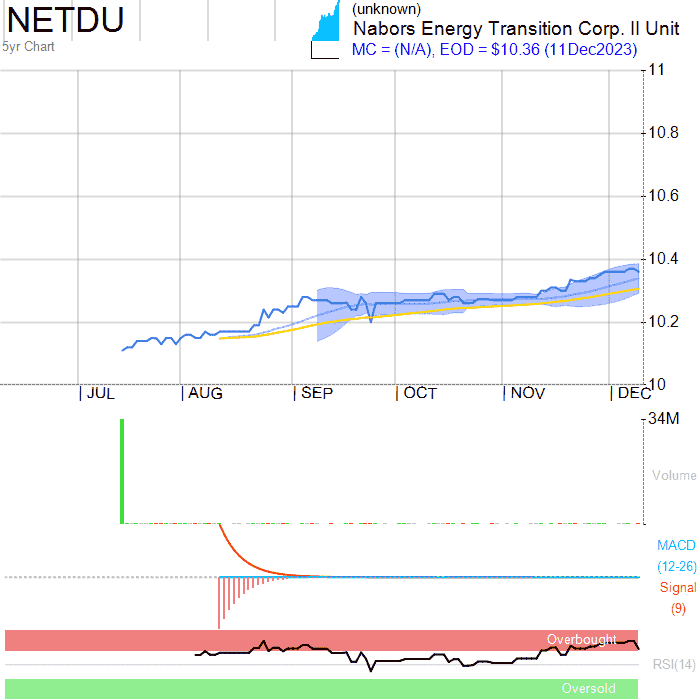 NETDU
5yr Chart
(unknown)
Nabors Energy Transition Corp. II Unit
MC = (N/A), EOD = $10.36 (11Dec2023)
11
10.8
10.6
10.4
10.2
10
| JUL | AUG | SEP | OCT | NOV | DEC
34M
Volume
MACD
(12-26)
Signal
(9)
Overbought
RSI(14)
Oversold